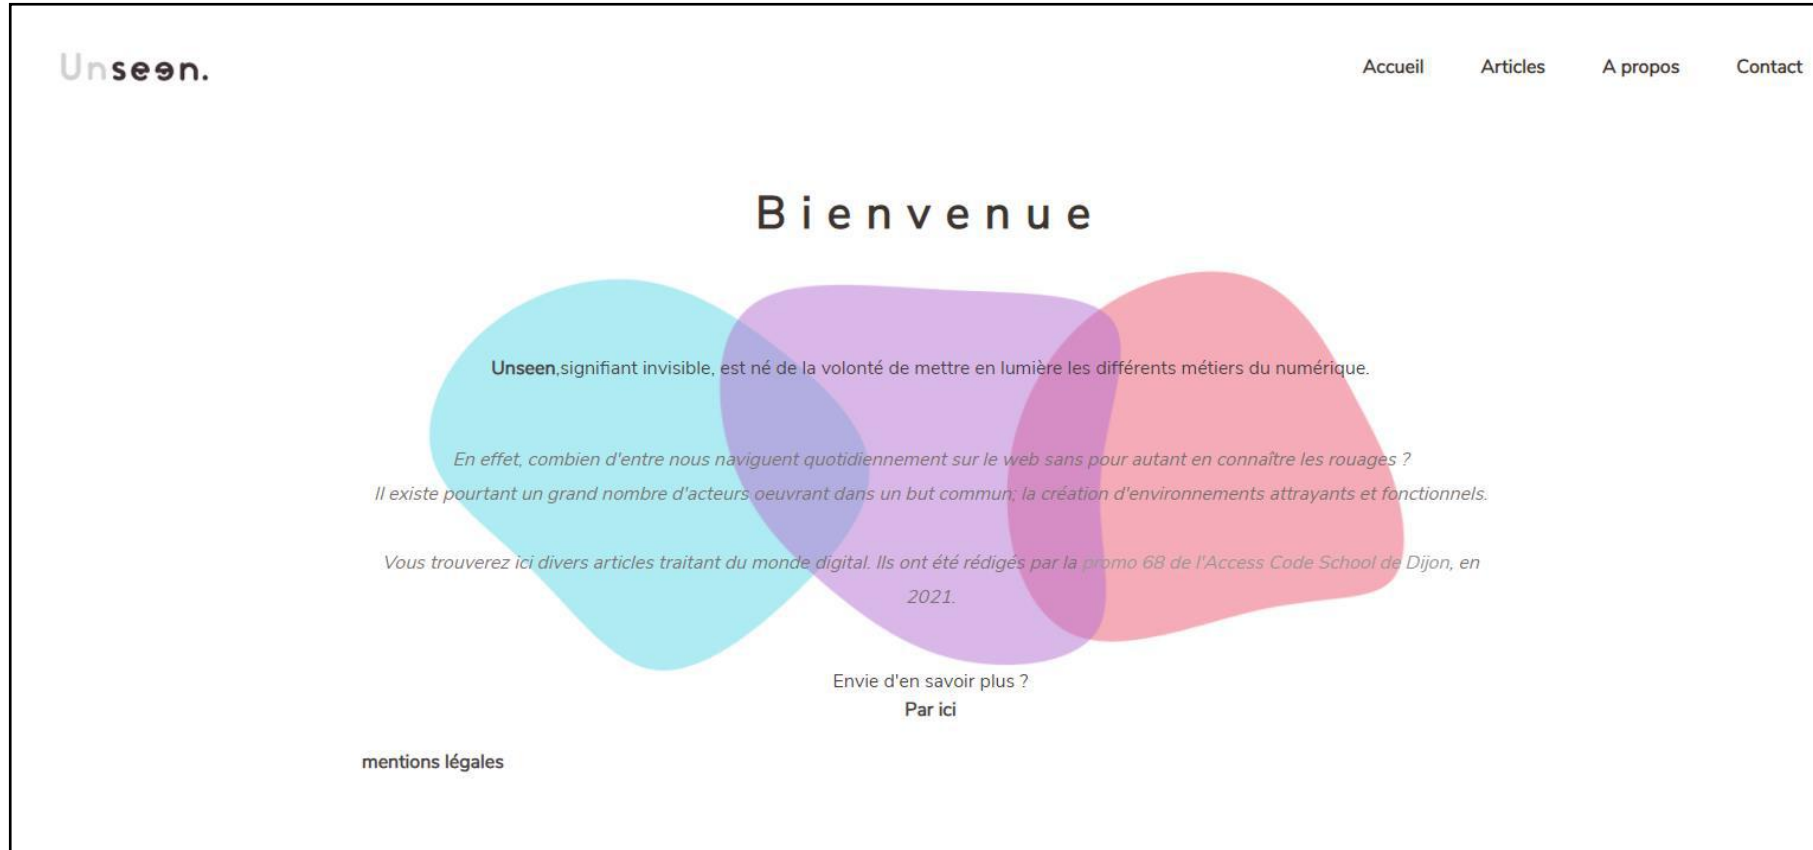 Unseen.
Accueil Articles A propos Contact
Bienvenue
Unseen,signifiant invisible, est né de la volonté de mettre en lumière les différents métiers du numérique.
En effet, combien d'entre nous naviguent quotidiennement sur le web sans pour autant en connaître les rouages ?
Il existe pourtant un grand nombre d'acteurs oeuvrant dans un but commun; la création d'environnements attrayants et fonctionnels.
Vous trouverez ici divers articles traitant du monde digital. Ils ont été rédigés par la promo 68 de l'Access Code School de Dijon, en
2021.
Envie d'en savoir plus ?
Par ici
mentions légales